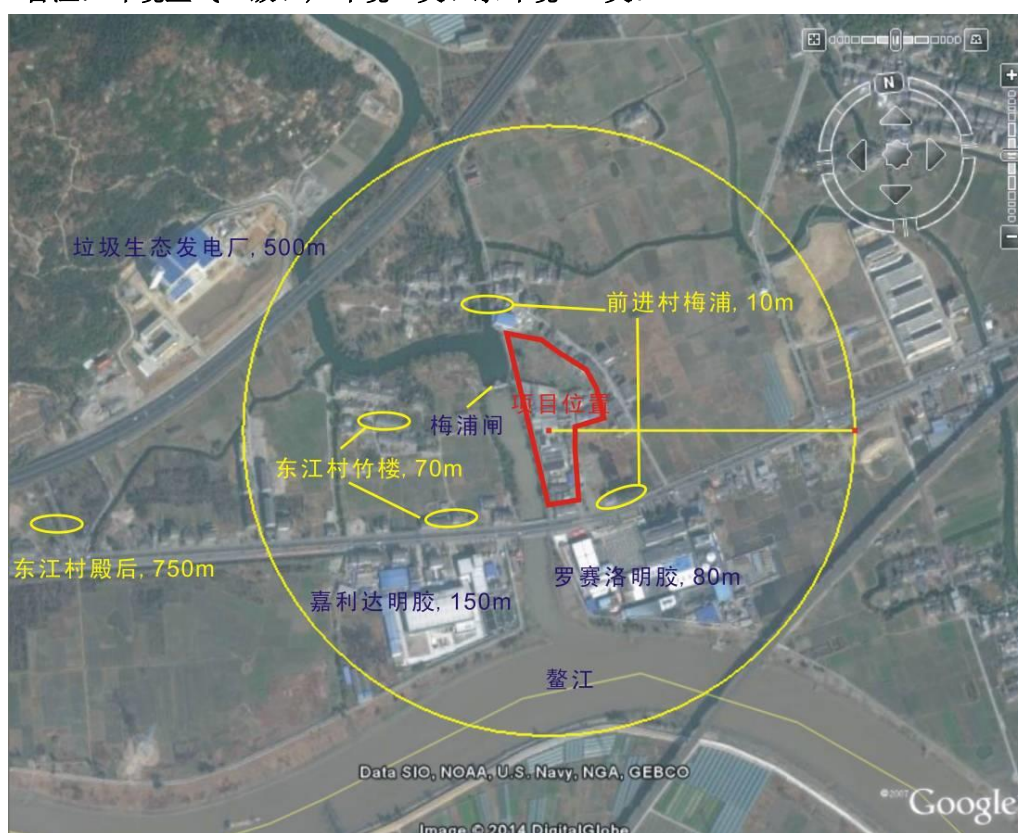 N
垃圾生态发电厂, 500m
前进村梅浦, 10m
项目位置
梅浦闸
东江村竹楼, 70m
东江村殿后, 750m
罗赛洛明胶, 80m
嘉利达明胶, 150m
鳌江
Data SIO, NOAA, U.S. Navy, NGA, GEBCO
©2007 Google
Image © 2014 DigitalGlobe